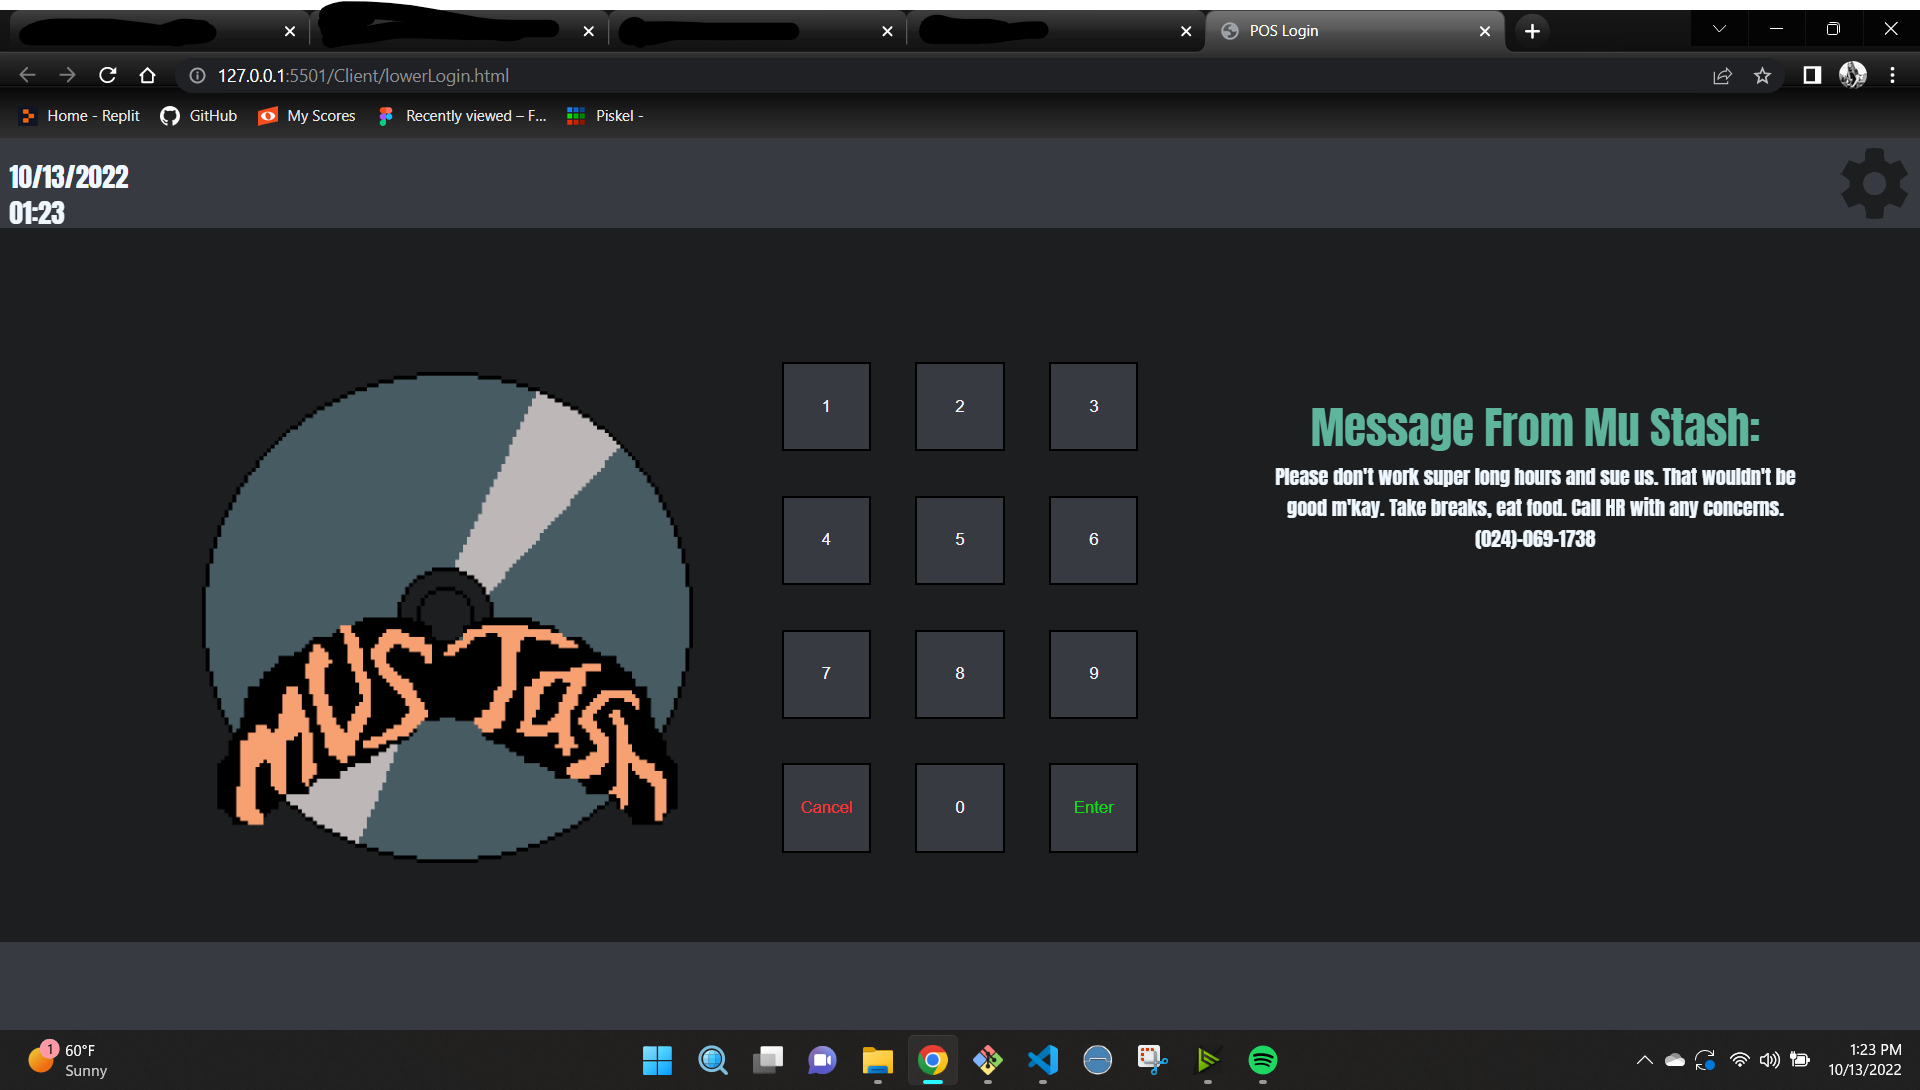 POS Login
127.0.0.1:5501/Client/lowerLogin.html
Home - Replit GitHub My Scores Recently viewed – F... Piskel -
10/13/2022
01:23
1 2 3
4 5 6
7 8 9
Cancel 0 Enter
MUSTash
Message From Mu Stash:
Please don't work super long hours and sue us. That wouldn't be
good m'kay. Take breaks, eat food. Call HR with any concerns.
(024)-069-1738
1
60°F
Sunny
1:23 PM
10/13/2022